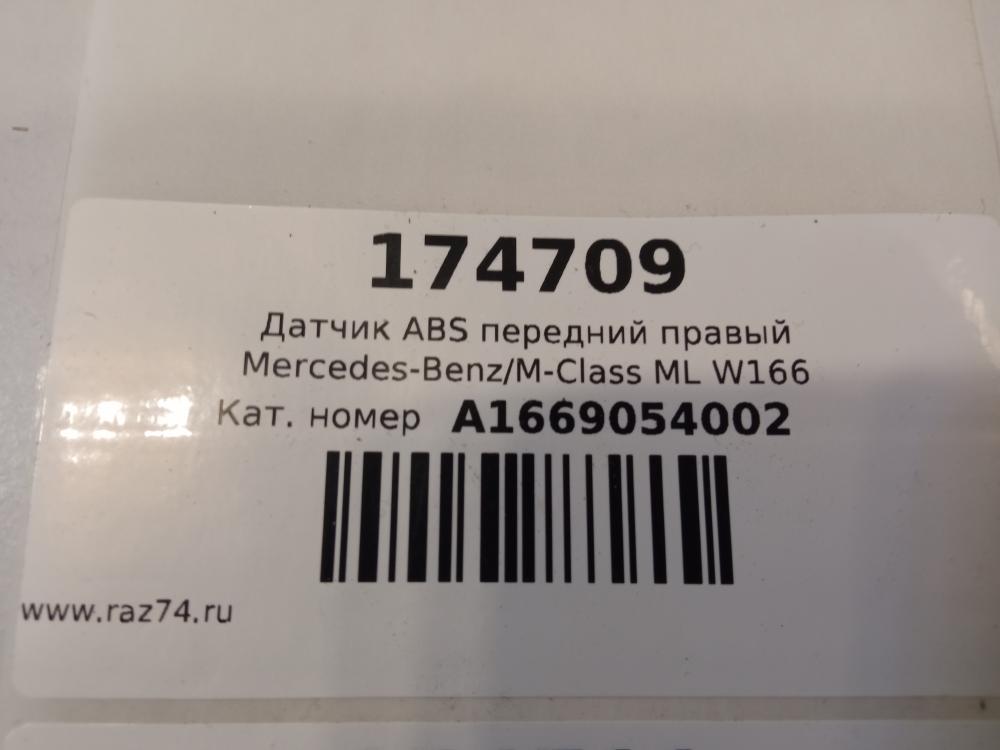 174709
Датчик ABS передний правый
Mercedes-Benz/M-Class ML W166
Кат. номер A1669054002
www.raz74.ru